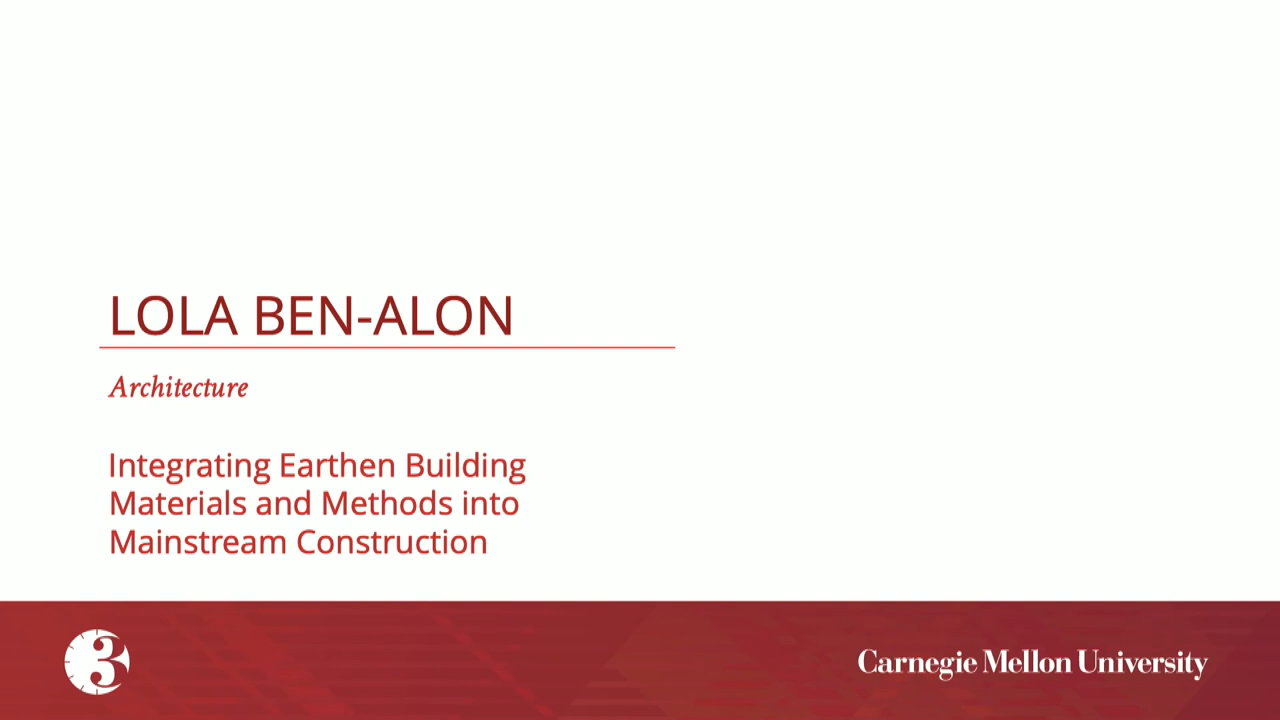 LOLA BEN-ALON
Architecture
Integrating Earthen Building
Materials and Methods into
Mainstream Construction
3
Carnegie Mellon University